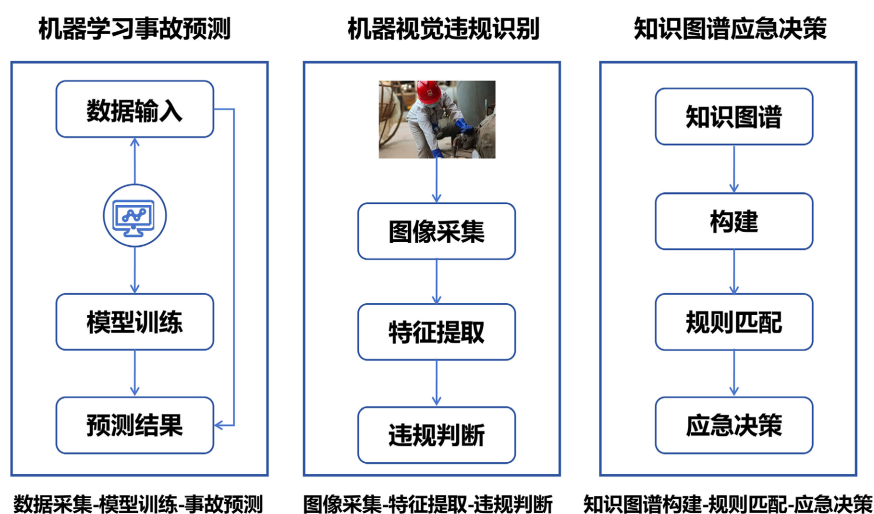 机器学习事故预测
机器视觉违规识别
知识图谱应急决策
数据输入
模型训练
预测结果
图像采集
特征提取
违规判断
知识图谱
构建
规则匹配
应急决策
数据采集-模型训练-事故预测
图像采集-特征提取-违规判断
知识图谱构建-规则匹配-应急决策